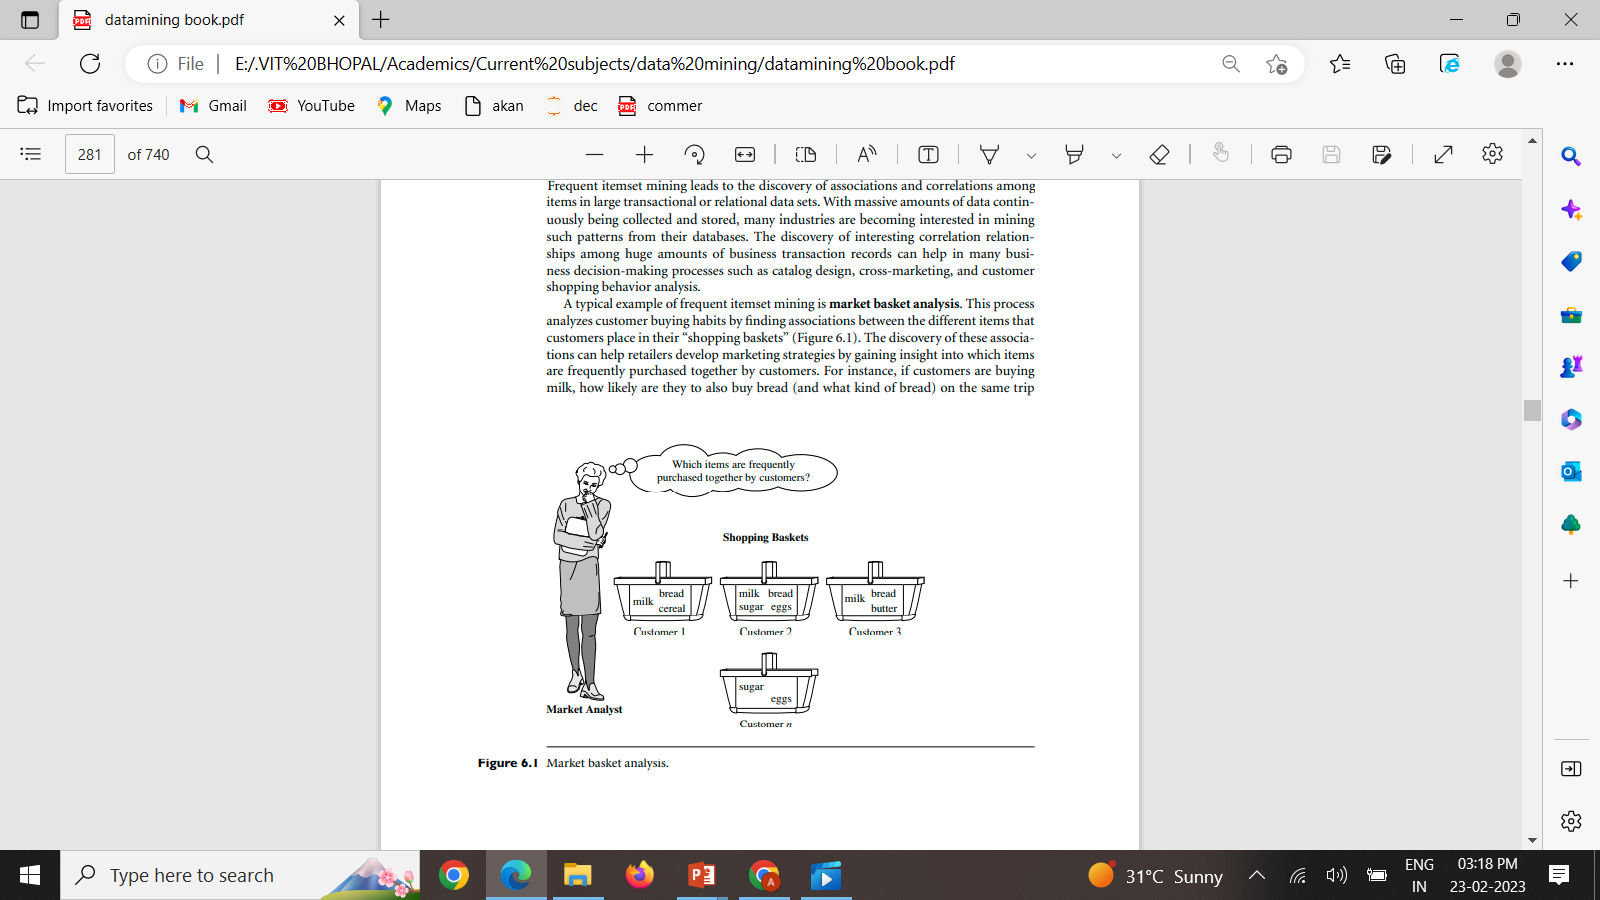 datamining book.pdf
File
E:/.VIT%20BHOPAL/Academics/Current%20subjects/data%20mining/datamining%20book.pdf
Import favorites
Gmail
YouTube
Maps
akan
dec
commer
281 of 740
Frequent itemset mining leads to the discovery of associations and correlations among
items in large transactional or relational data sets. With massive amounts of data contin-
uously being collected and stored, many industries are becoming interested in mining
such patterns from their databases. The discovery of interesting correlation relation-
ships among huge amounts of business transaction records can help in many busi-
ness decision-making processes such as catalog design, cross-marketing, and customer
shopping behavior analysis.
A typical example of frequent itemset mining is market basket analysis. This process
analyzes customer buying habits by finding associations between the different items that
customers place in their “shopping baskets” (Figure 6.1). The discovery of these associa-
tions can help retailers develop marketing strategies by gaining insight into which items
are frequently purchased together by customers. For instance, if customers are buying
milk, how likely are they to also buy bread (and what kind of bread) on the same trip
Which items are frequently
purchased together by customers?
Shopping Baskets
milk bread
cereal
Customer 1
milk bread
sugar eggs
Customer 2
milk bread
butter
Customer 3
sugar
eggs
Customer n
Market Analyst
Figure 6.1 Market basket analysis.
Type here to search
31°C Sunny
ENG
IN
03:18 PM
23-02-2023